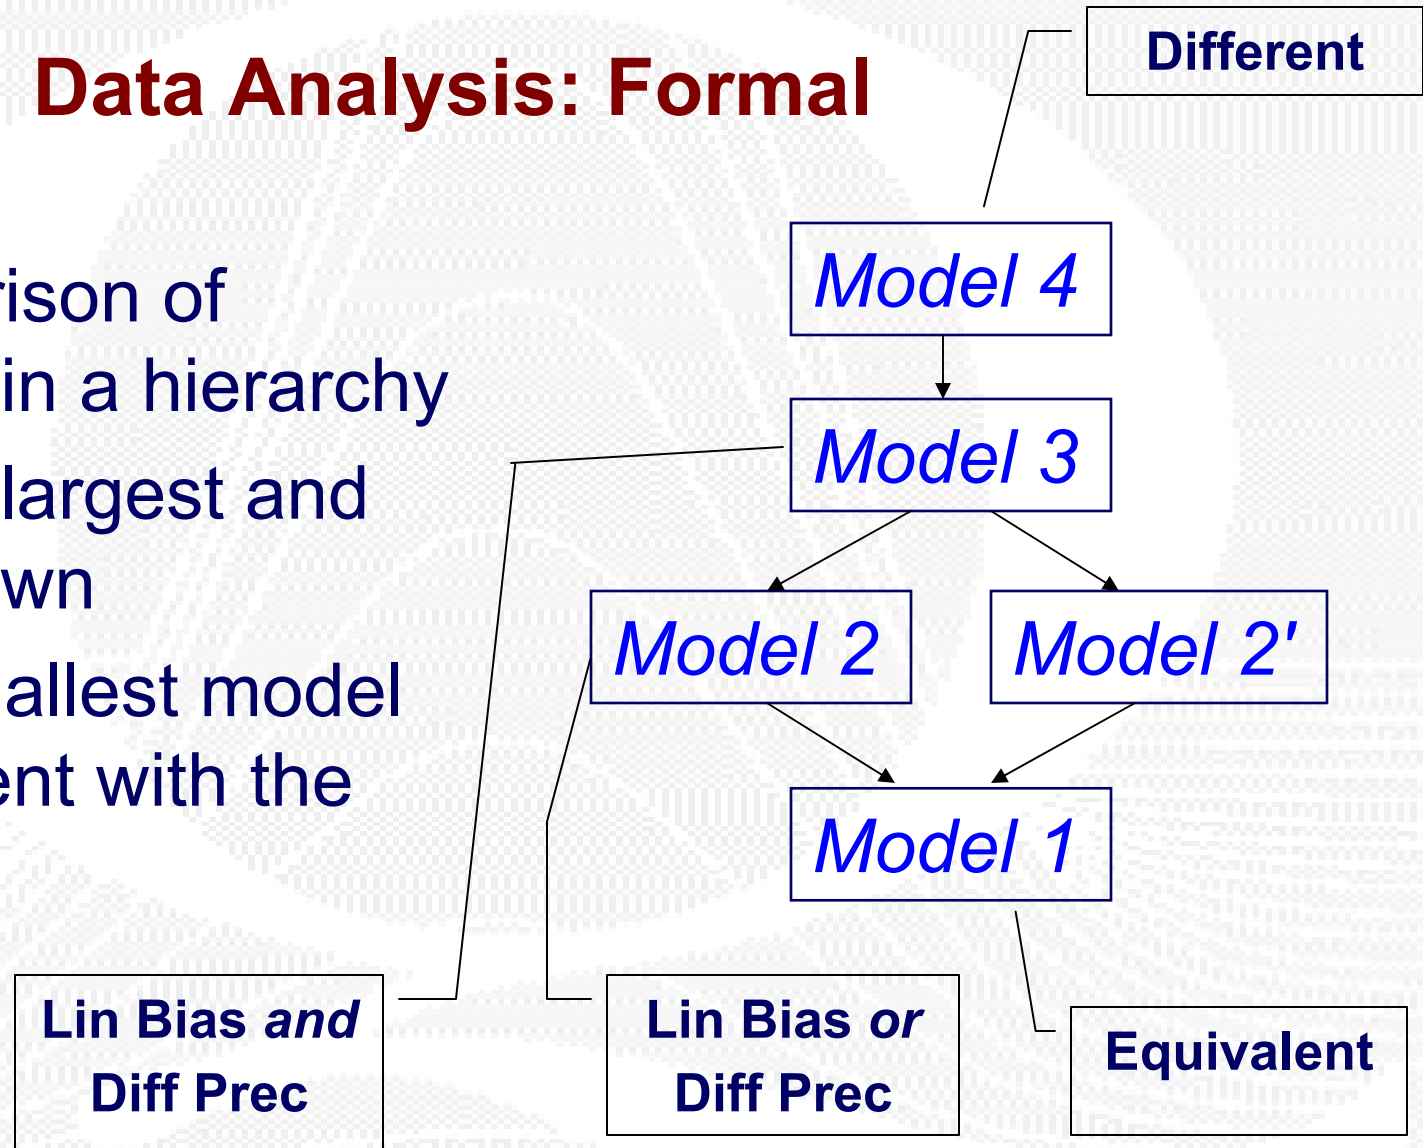 Data Analysis: Formal
Different
rison of
in a hierarchy
largest and
wn
allest model
ent with the
Model 4
Model 3
Model 2
Model 2'
Model 1
Lin Bias and
Diff Prec
Lin Bias or
Diff Prec
Equivalent